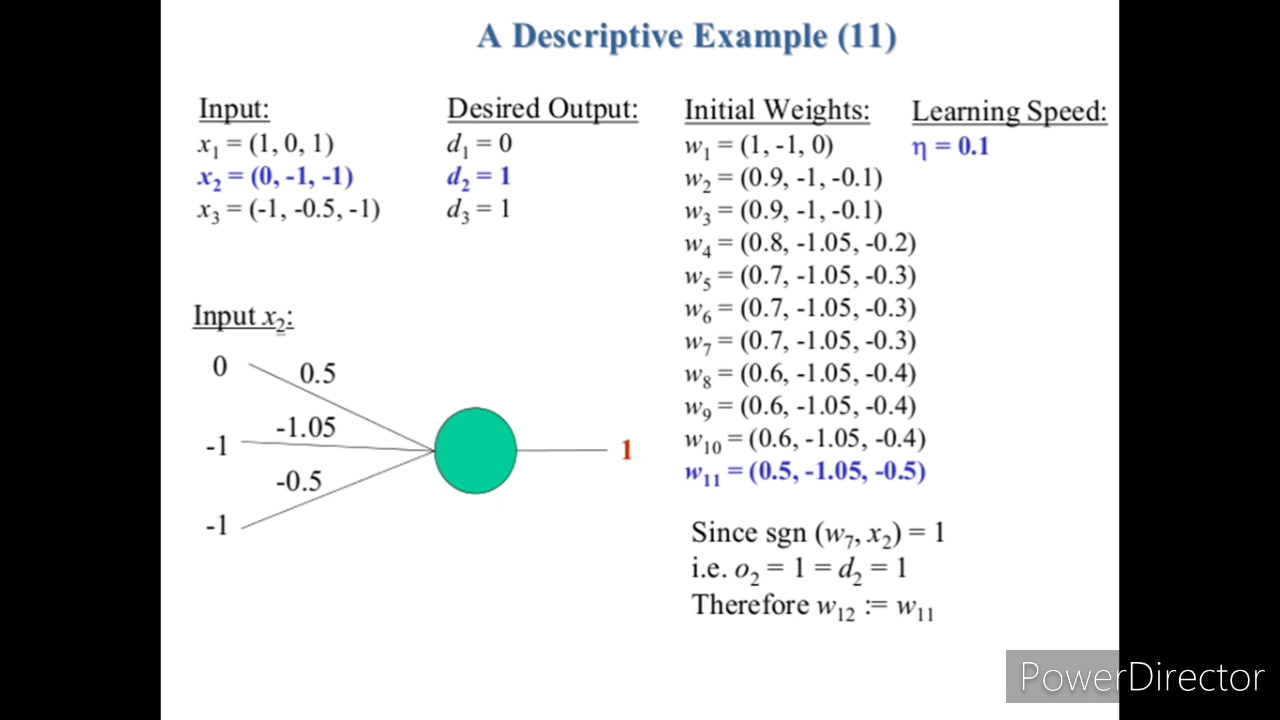 A Descriptive Example (11)
Input:
x₁ = (1, 0, 1)
x₂ = (0, -1, -1)
x₃ = (-1, -0.5, -1)
Desired Output:
d₁ = 0
d₂ = 1
d₃ = 1
Initial Weights:
w₁ = (1, -1, 0)
w₂ = (0.9, -1, -0.1)
w₃ = (0.9, -1, -0.1)
w₄ = (0.8, -1.05, -0.2)
w₅ = (0.7, -1.05, -0.3)
w₆ = (0.7, -1.05, -0.3)
w₇ = (0.7, -1.05, -0.3)
w₈ = (0.6, -1.05, -0.4)
w₉ = (0.6, -1.05, -0.4)
w₁₀ = (0.6, -1.05, -0.4)
w₁₁ = (0.5, -1.05, -0.5)
Learning Speed:
η = 0.1
Input x₂:
0
0.5
-1.05
-1
-0.5
-1
1
Since sgn (w₇, x₂) = 1
i.e. o₂ = 1 = d₂ = 1
Therefore w₁₂ := w₁₁
PowerDirector